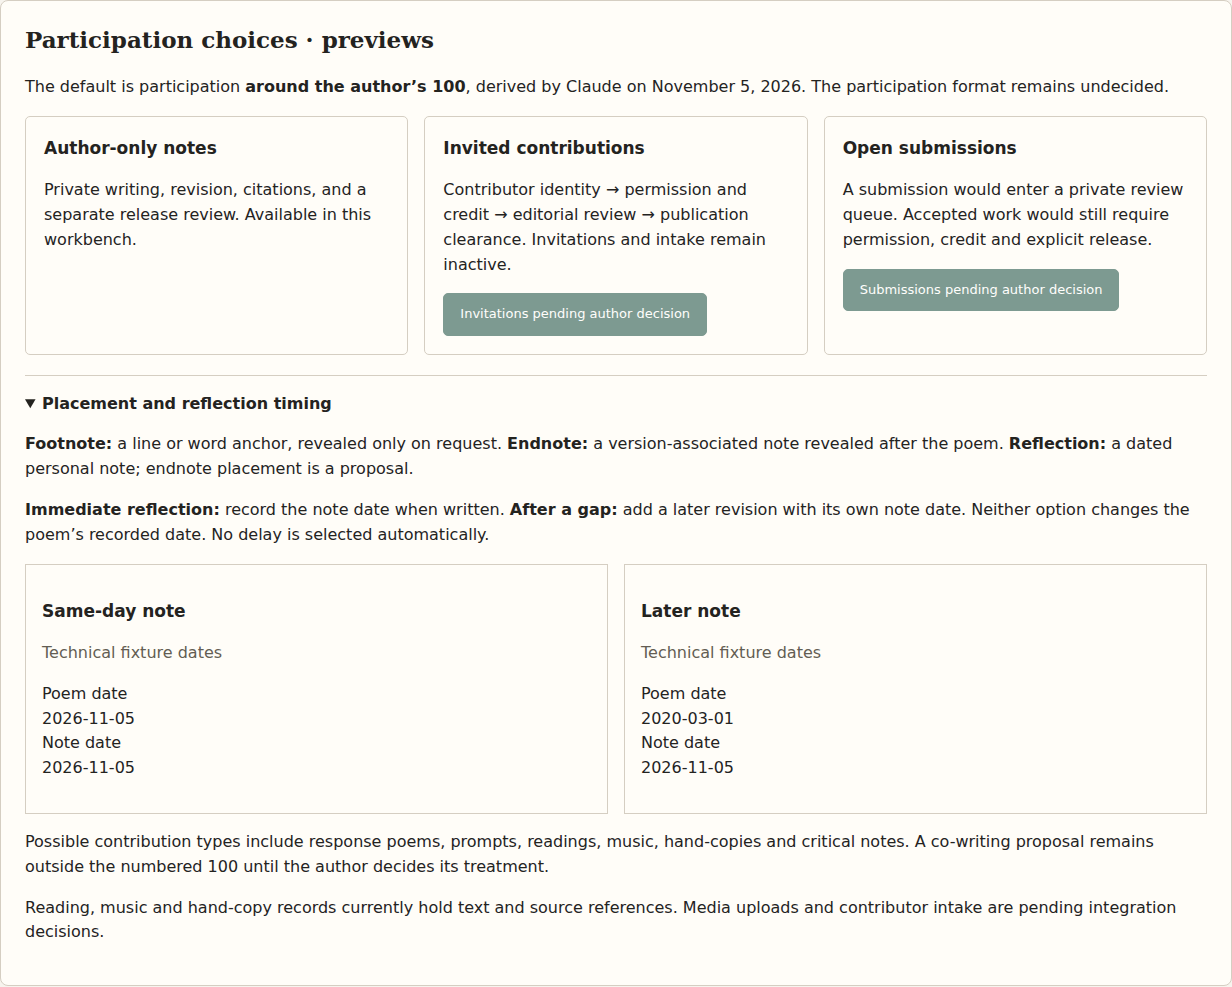 Participation choices · previews
The default is participation around the author’s 100, derived by Claude on November 5, 2026. The participation format remains undecided.
Author-only notes
Private writing, revision, citations, and a
separate release review. Available in this
workbench.
Invited contributions
Contributor identity → permission and
credit → editorial review → publication
clearance. Invitations and intake remain
inactive.
Invitations pending author decision
Open submissions
A submission would enter a private review
queue. Accepted work would still require
permission, credit and explicit release.
Submissions pending author decision
▼ Placement and reflection timing
Footnote: a line or word anchor, revealed only on request. Endnote: a version-associated note revealed after the poem. Reflection: a dated
personal note; endnote placement is a proposal.
Immediate reflection: record the note date when written. After a gap: add a later revision with its own note date. Neither option changes the
poem’s recorded date. No delay is selected automatically.
Same-day note
Technical fixture dates
Poem date
2026-11-05
Note date
2026-11-05
Later note
Technical fixture dates
Poem date
2020-03-01
Note date
2026-11-05
Possible contribution types include response poems, prompts, readings, music, hand-copies and critical notes. A co-writing proposal remains
outside the numbered 100 until the author decides its treatment.
Reading, music and hand-copy records currently hold text and source references. Media uploads and contributor intake are pending integration
decisions.